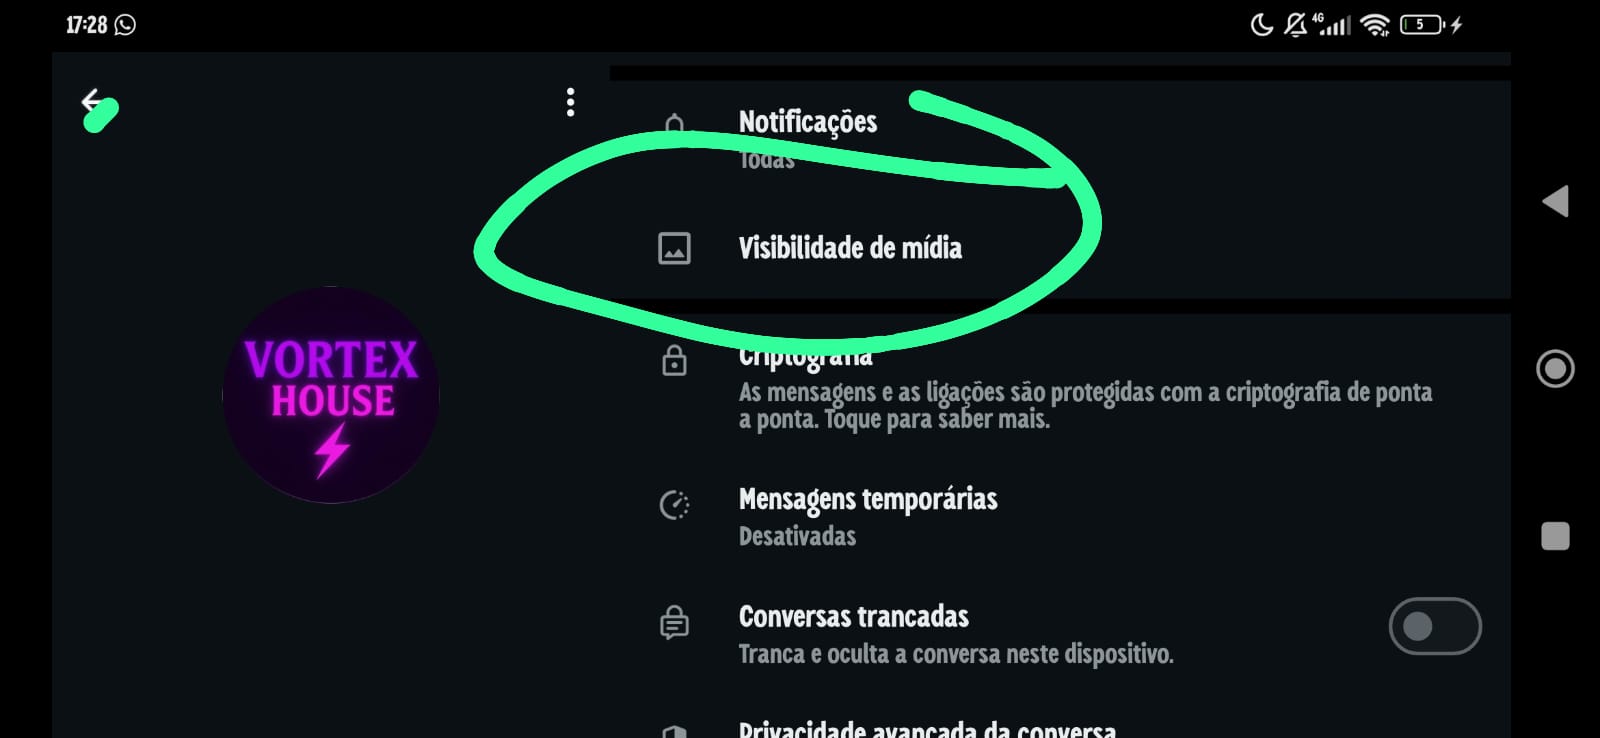 17:28
4G
5
Notificações
Todas
Visibilidade de mídia
VORTEX
HOUSE
Criptografia
As mensagens e as ligações são protegidas com a criptografia de ponta
a ponta. Toque para saber mais.
Mensagens temporárias
Desativadas
Conversas trancadas
Tranca e oculta a conversa neste dispositivo.
Privacidade avançada da conversa